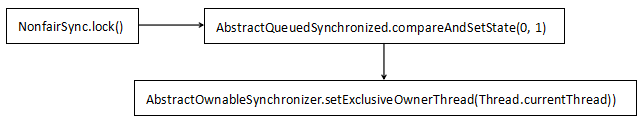 NonfairSync.lock()
AbstractQueuedSynchronized.compareAndSetState(0, 1)
AbstractOwnableSynchronizer.setExclusiveOwnerThread(Thread.currentThread))